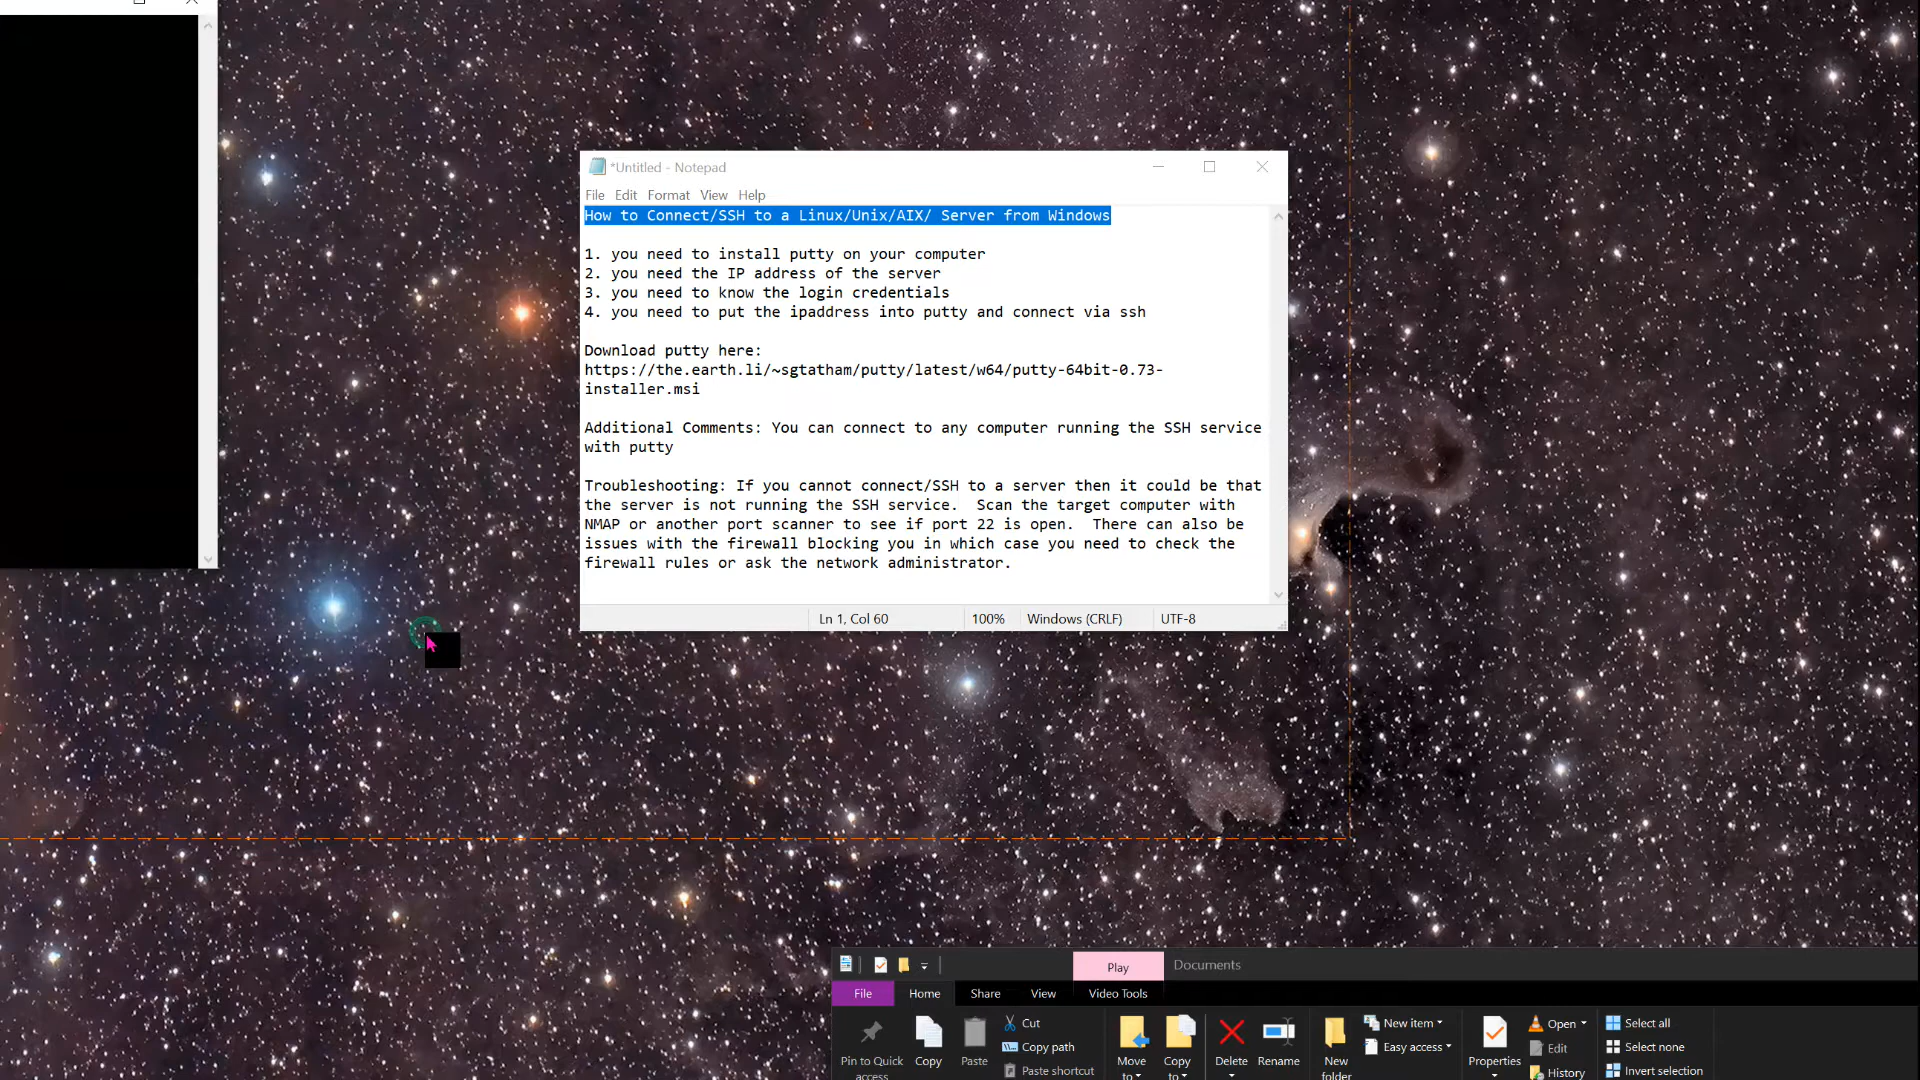 *Untitled - Notepad
File Edit Format View Help
How to Connect/SSH to a Linux/Unix/AIX/ Server from Windows
1. you need to install putty on your computer
2. you need the IP address of the server
3. you need to know the login credentials
4. you need to put the ipaddress into putty and connect via ssh
Download putty here:
https://the.earth.li/~sgtatham/putty/latest/w64/putty-64bit-0.73-
installer.msi
Additional Comments: You can connect to any computer running the SSH service
with putty
Troubleshooting: If you cannot connect/SSH to a server then it could be that
the server is not running the SSH service.  Scan the target computer with
NMAP or another port scanner to see if port 22 is open.  There can also be
issues with the firewall blocking you in which case you need to check the
firewall rules or ask the network administrator.
Ln 1, Col 60 100% Windows (CRLF) UTF-8
Play Documents
File Home Share View Video Tools
Pin to Quick
access
Copy
Paste
Cut
Copy path
Paste shortcut
Move
to
Copy
to
Delete
Rename
New
folder
New item
Easy access
Properties
Open
Edit
History
Select all
Select none
Invert selection